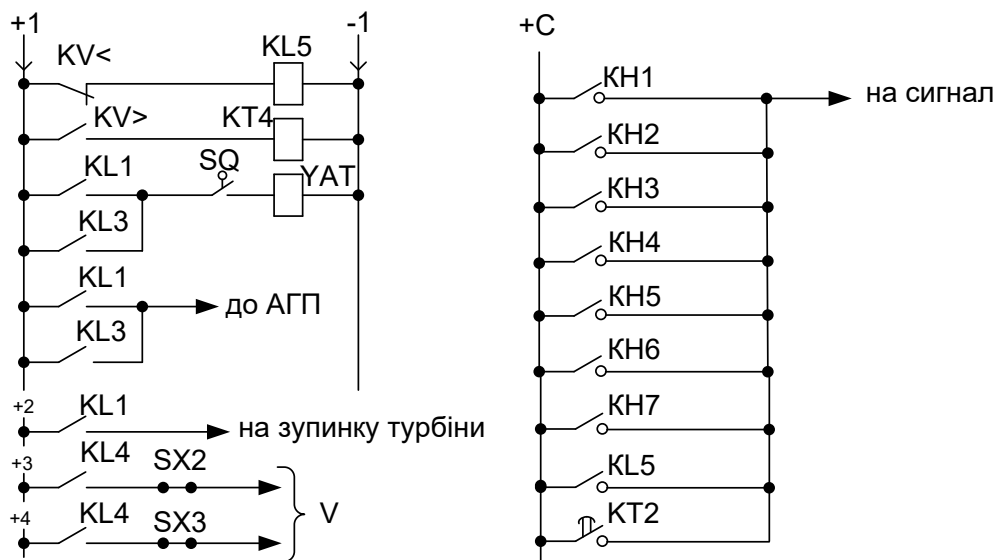 +1 -1
KV< KL5
KV> KT4
KL1 SQ YAT
KL3
KL1
до АГП
KL3
+2 KL1
на зупинку турбіни
+3 KL4 SX2
V
+4 KL4 SX3
+C
KH1
на сигнал
KH2
KH3
KH4
KH5
KH6
KH7
KL5
KT2